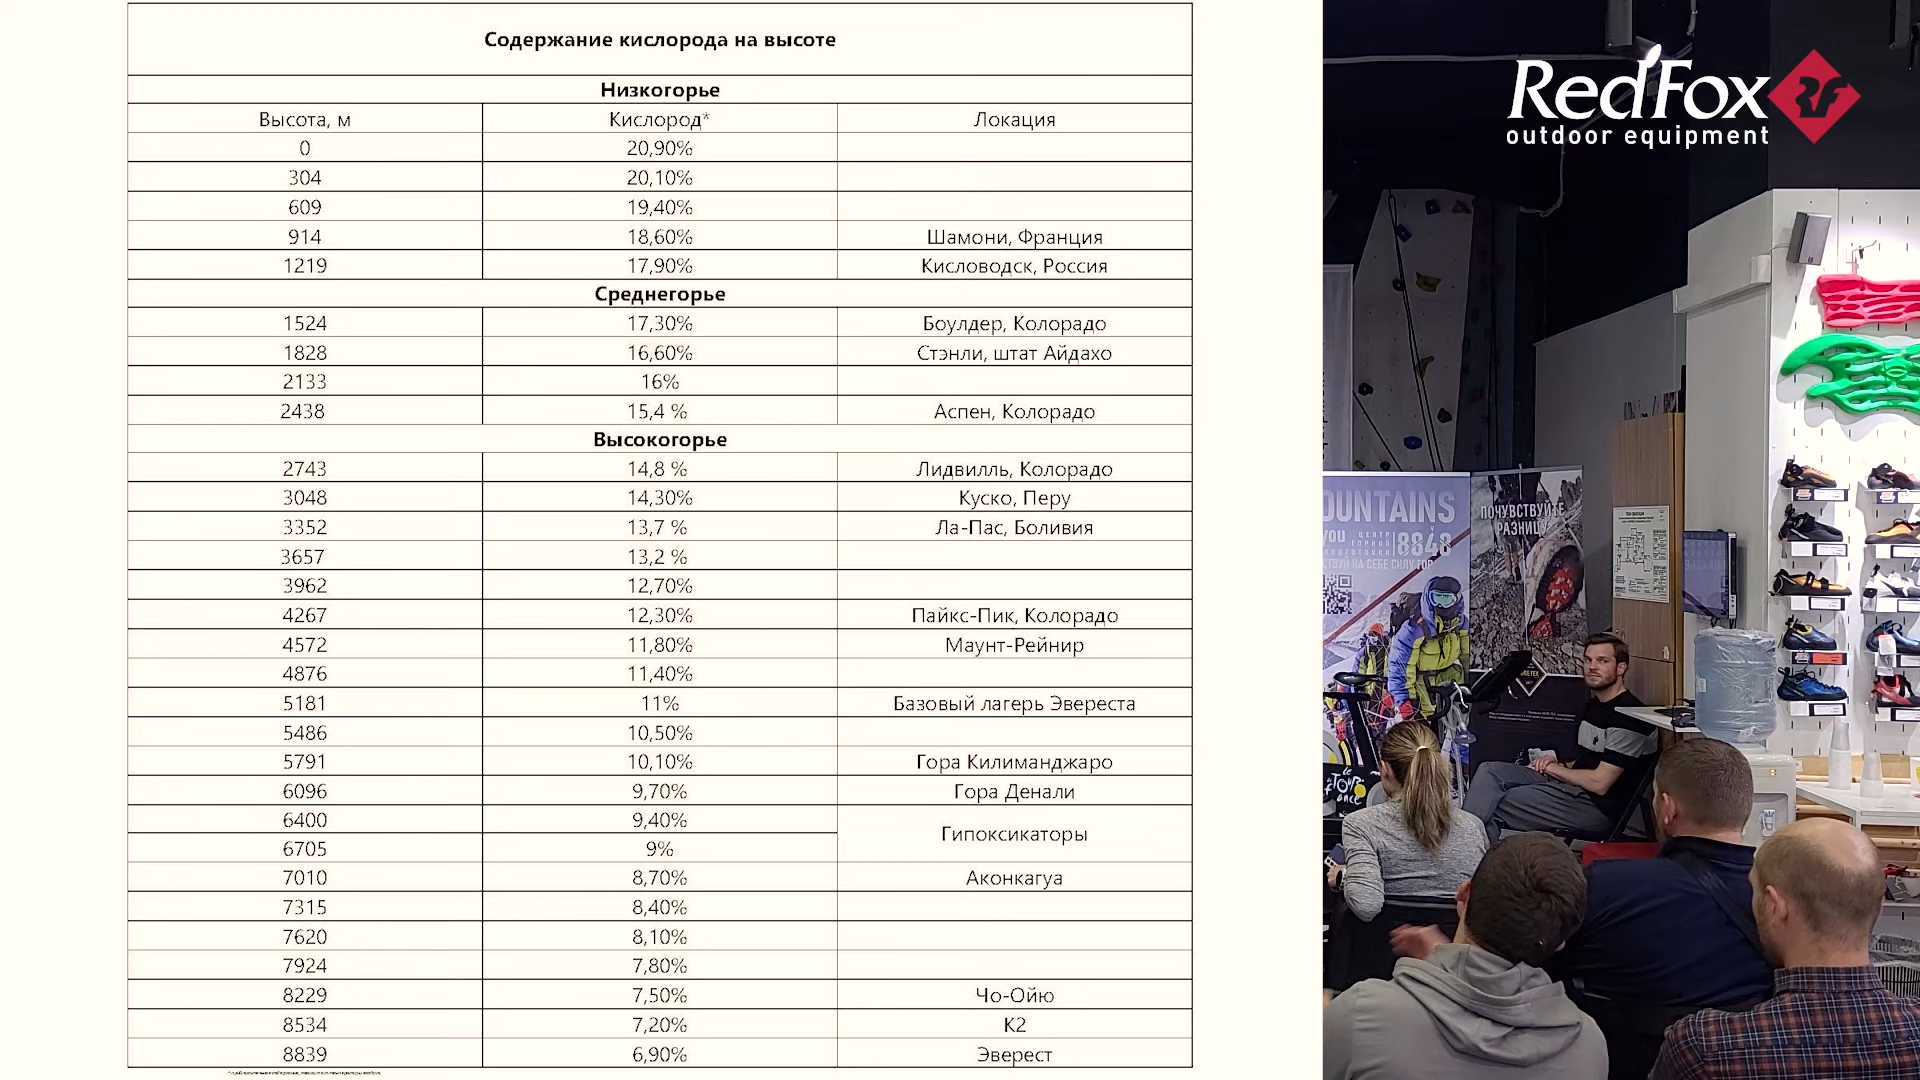 Содержание кислорода на высоте
Низкогорье
Высота, м Кислород* Локация
0 20,90%
304 20,10%
609 19,40%
914 18,60% Шамони, Франция
1219 17,90% Кисловодск, Россия
Среднегорье
1524 17,30% Боулдер, Колорадо
1828 16,60% Стэнли, штат Айдахо
2133 16%
2438 15,4 % Аспен, Колорадо
Высокогорье
2743 14,8 % Лидвилль, Колорадо
3048 14,30% Куско, Перу
3352 13,7 % Ла-Пас, Боливия
3657 13,2 %
3962 12,70%
4267 12,30% Пайкс-Пик, Колорадо
4572 11,80% Маунт-Рейнир
4876 11,40%
5181 11% Базовый лагерь Эвереста
5486 10,50%
5791 10,10% Гора Килиманджаро
6096 9,70% Гора Денали
6400 9,40% Гипоксикаторы
6705 9%
7010 8,70% Аконкагуа
7315 8,40%
7620 8,10%
7924 7,80%
8229 7,50% Чо-Ойю
8534 7,20% К2
8839 6,90% Эверест
RedFox
outdoor equipment
OUNTAINS
you ЦЕНТР
ГОРНОЙ
8848
ПОЧУВСТВУЙТЕ
РАЗНИЦУ
le Tour